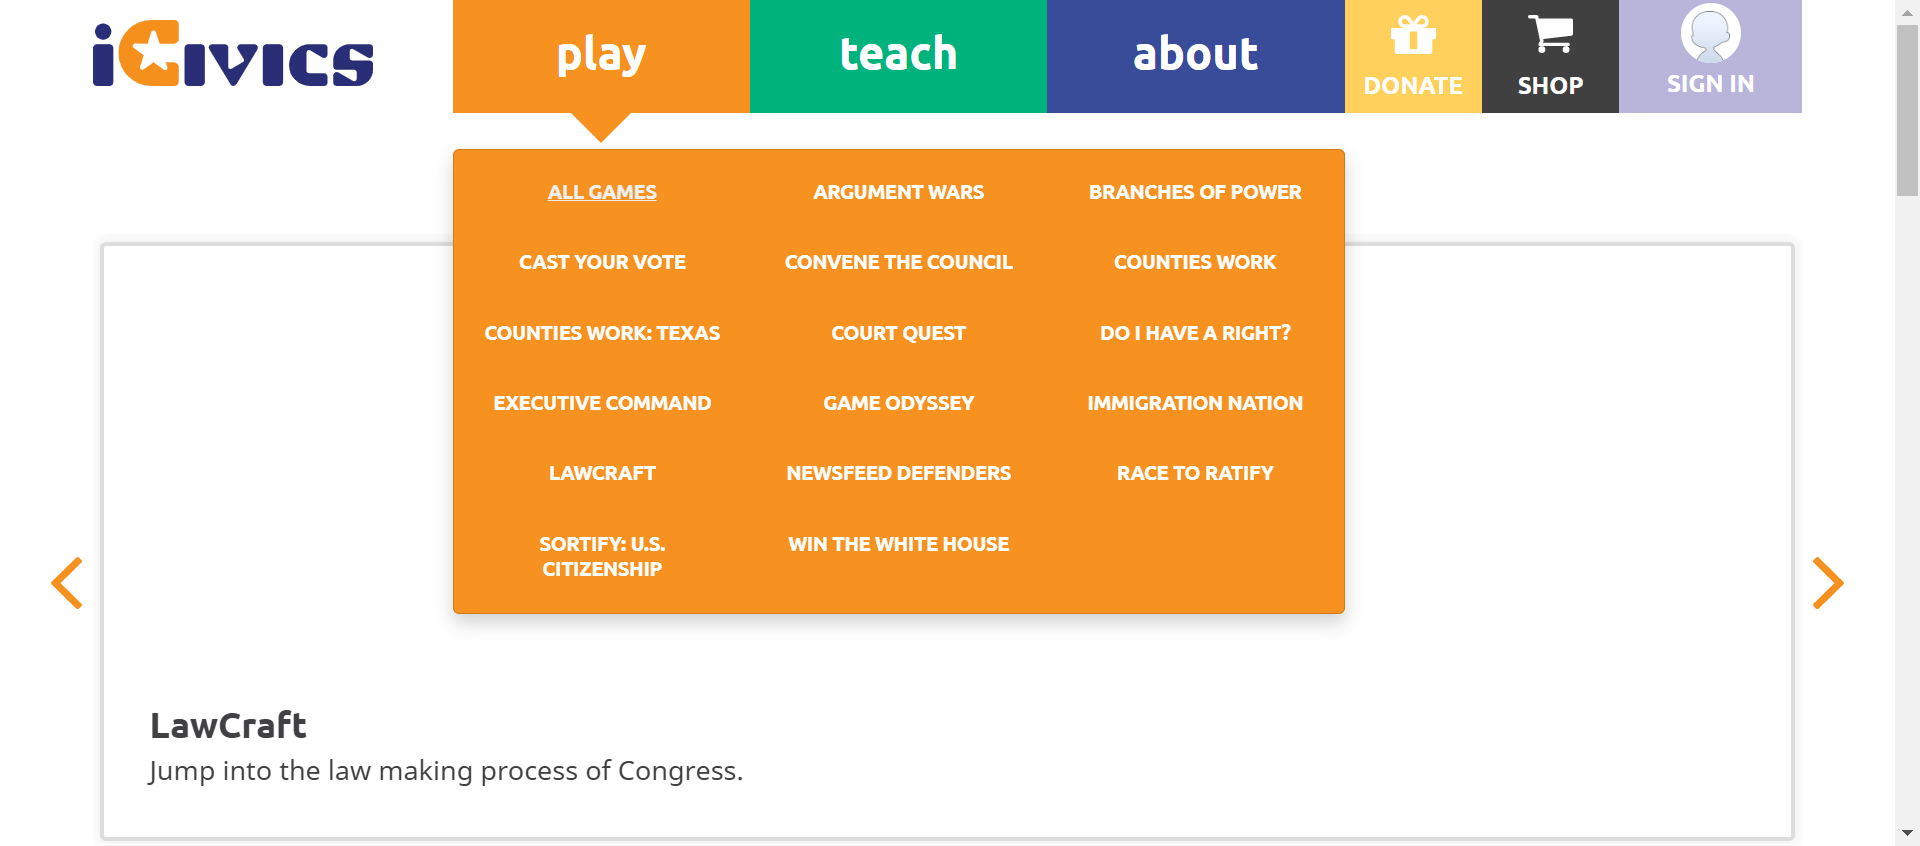 iCivics
play
teach
about
DONATE
SHOP
SIGN IN
ALL GAMES
ARGUMENT WARS
BRANCHES OF POWER
CAST YOUR VOTE
CONVENE THE COUNCIL
COUNTIES WORK
COUNTIES WORK: TEXAS
COURT QUEST
DO I HAVE A RIGHT?
EXECUTIVE COMMAND
GAME ODYSSEY
IMMIGRATION NATION
LAWCRAFT
NEWSFEED DEFENDERS
RACE TO RATIFY
SORTIFY: U.S.
CITIZENSHIP
WIN THE WHITE HOUSE
LawCraft
Jump into the law making process of Congress.